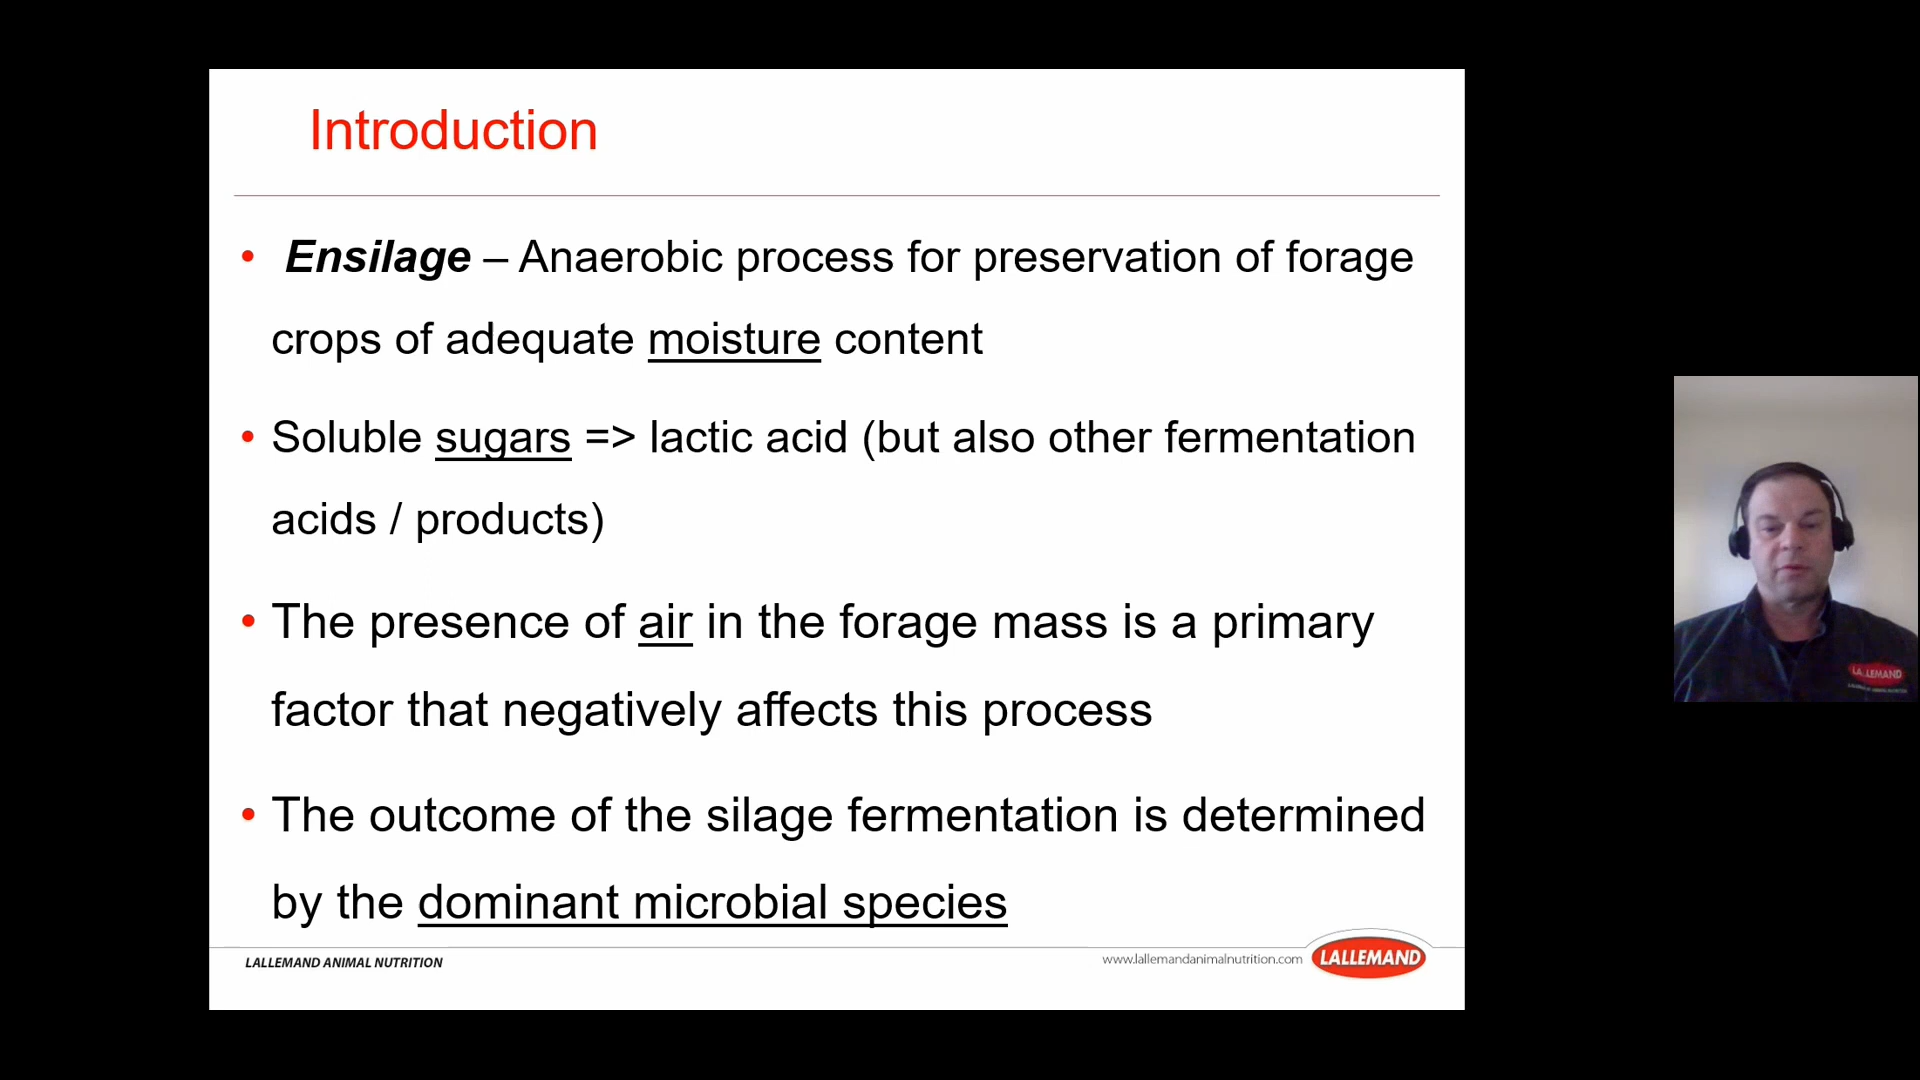 Introduction
• Ensilage – Anaerobic process for preservation of forage
crops of adequate moisture content
• Soluble sugars => lactic acid (but also other fermentation
acids / products)
• The presence of air in the forage mass is a primary
factor that negatively affects this process
• The outcome of the silage fermentation is determined
by the dominant microbial species
LALLEMAND ANIMAL NUTRITION
www.lallemandanimalnutrition.com
LALLEMAND
LALLEMAND